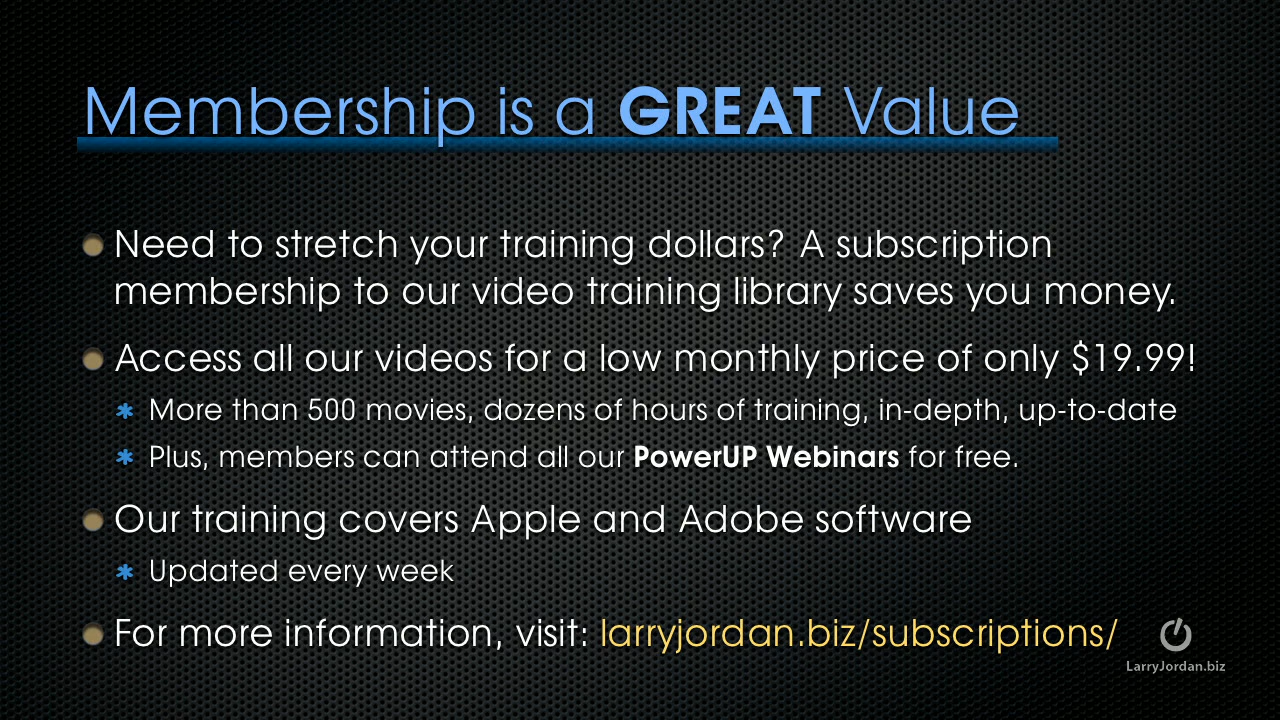 Membership is a GREAT Value
Need to stretch your training dollars? A subscription
membership to our video training library saves you money.
Access all our videos for a low monthly price of only $19.99!
More than 500 movies, dozens of hours of training, in-depth, up-to-date
Plus, members can attend all our PowerUP Webinars for free.
Our training covers Apple and Adobe software
Updated every week
For more information, visit: larryjordan.biz/subscriptions/
LarryJordan.biz